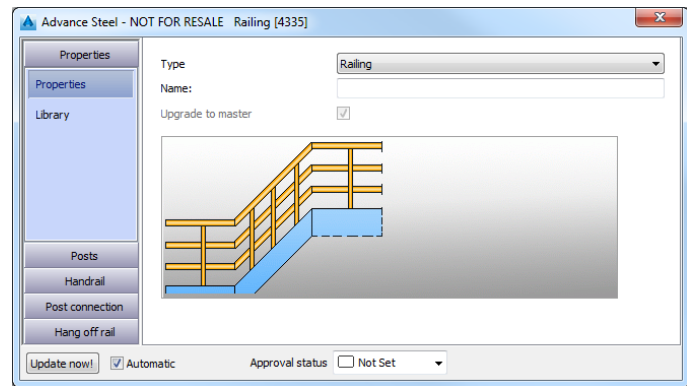 Advance Steel - NOT FOR RESALE Railing [4335]
Properties
Properties
Library
Posts
Handrail
Post connection
Hang off rail
Type
Railing
Name:
Upgrade to master
Update now!
Automatic
Approval status
Not Set